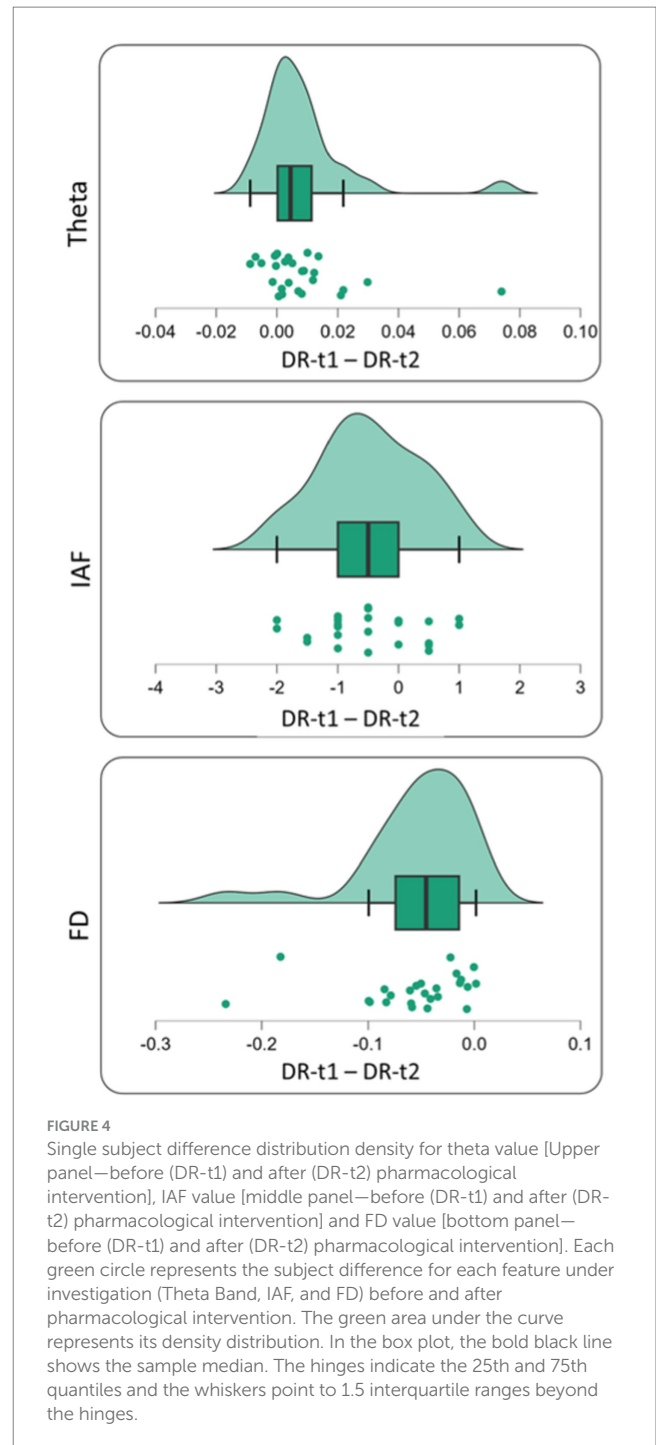 Theta
-0.04 -0.02 0.00 0.02 0.04 0.06 0.08 0.10
DR-t1 – DR-t2
IAF
-4 -3 -2 -1 0 1 2 3
DR-t1 – DR-t2
FD
-0.3 -0.2 -0.1 0.0 0.1
DR-t1 – DR-t2
FIGURE 4
Single subject difference distribution density for theta value [Upper
panel—before (DR-t1) and after (DR-t2) pharmacological
intervention], IAF value [middle panel—before (DR-t1) and after (DR-
t2) pharmacological intervention] and FD value [bottom panel—
before (DR-t1) and after (DR-t2) pharmacological intervention]. Each
green circle represents the subject difference for each feature under
investigation (Theta Band, IAF, and FD) before and after
pharmacological intervention. The green area under the curve
represents its density distribution. In the box plot, the bold black line
shows the sample median. The hinges indicate the 25th and 75th
quantiles and the whiskers point to 1.5 interquartile ranges beyond
the hinges.